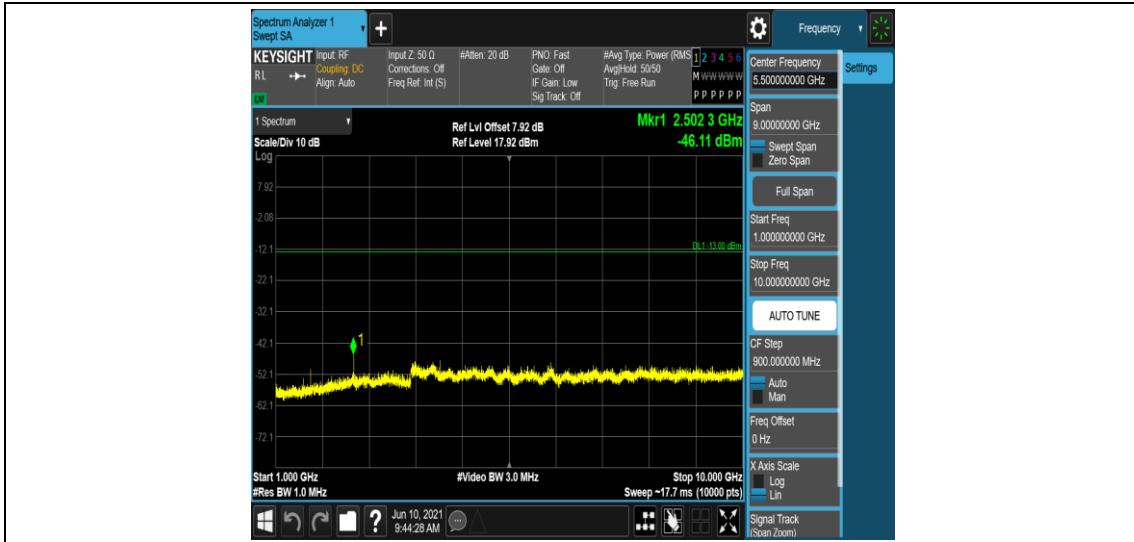 Spectrum Analyzer 1
Swept SA
+
Frequency
KEYSIGHT
RL
Input: RF
Coupling: DC
Align: Auto
Input Z: 50 Ω
Corrections: Off
Freq Ref: Int (S)
#Atten: 20 dB
PNO: Fast
Gate: Off
IF Gain: Low
Sig Track: Off
#Avg Type: Power (RMS
Avg|Hold: 50/50
Trig: Free Run
1 2 3 4 5 6
M W W W W W
P P P P P P
1 Spectrum
Scale/Div 10 dB
Log
Ref Lvl Offset 7.92 dB
Ref Level 17.92 dBm
Mkr1 2.502 3 GHz
-46.11 dBm
7.92
-2.08
-12.1
DL1 -13.00 dBm
-22.1
-32.1
-42.1
1
-52.1
-62.1
-72.1
Start 1.000 GHz
#Res BW 1.0 MHz
#Video BW 3.0 MHz
Stop 10.000 GHz
Sweep ~17.7 ms (10000 pts)
Center Frequency
5.500000000 GHz
Settings
Span
9.00000000 GHz
Swept Span
Zero Span
Full Span
Start Freq
1.000000000 GHz
Stop Freq
10.000000000 GHz
AUTO TUNE
CF Step
900.000000 MHz
Auto
Man
Freq Offset
0 Hz
X Axis Scale
Log
Lin
Signal Track
(Span Zoom)
?
Jun 10, 2021
9:44:28 AM